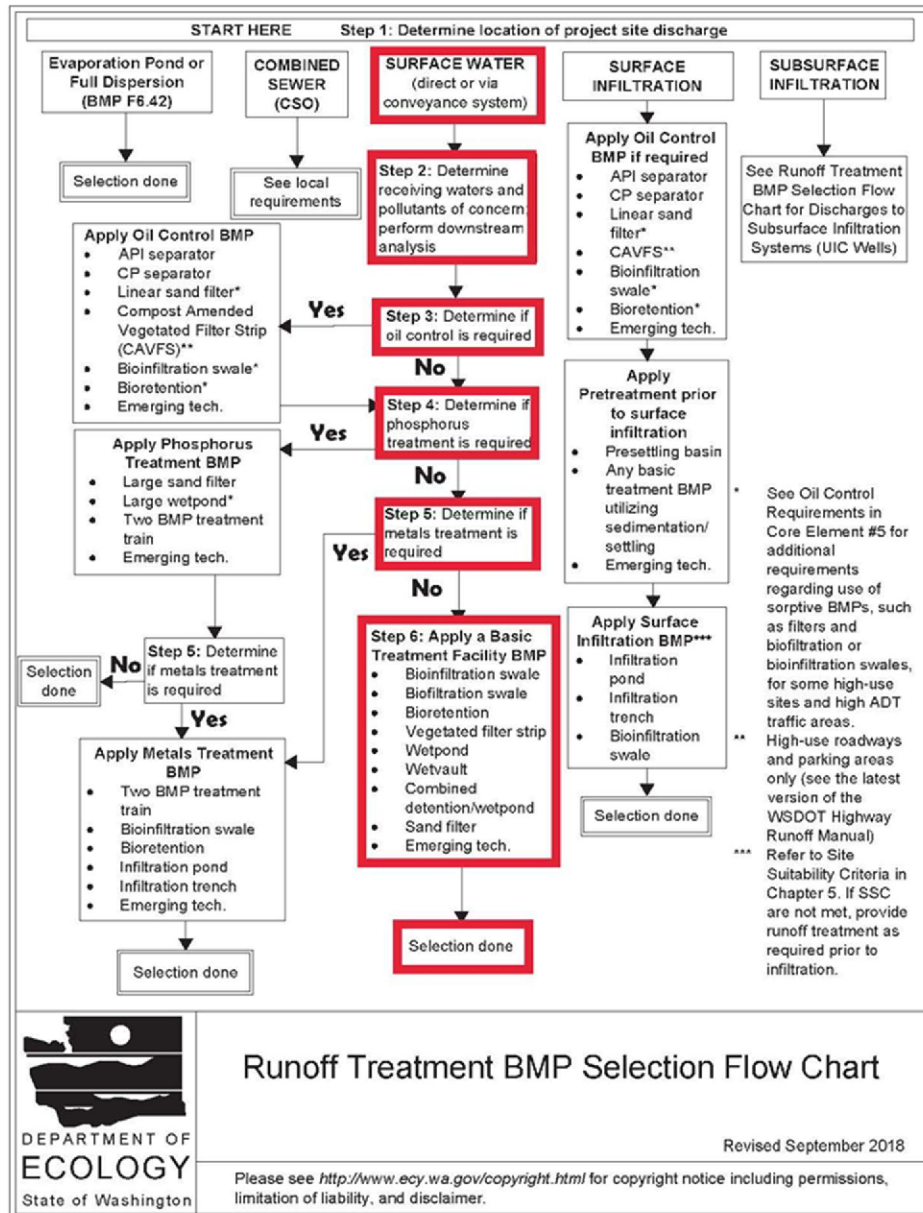 START HERE Step 1: Determine location of project site discharge
Evaporation Pond or
Full Dispersion
(BMP F6.42)
Selection done
COMBINED
SEWER
(CSO)
See local
requirements
SURFACE WATER
(direct or via
conveyance system)
Step 2: Determine
receiving waters and
pollutants of concern;
perform downstream
analysis
Step 3: Determine if
oil control is required
Yes
No
Apply Oil Control BMP
• API separator
• CP separator
• Linear sand filter*
• Compost Amended
Vegetated Filter Strip
(CAVFS)**
• Bioinfiltration swale*
• Bioretention*
• Emerging tech.
Step 4: Determine if
phosphorus
treatment is required
Yes
No
Apply Phosphorus
Treatment BMP
• Large sand filter
• Large wetpond*
• Two BMP treatment
train
• Emerging tech.
Step 5: Determine if
metals treatment is
required
Yes
No
Step 5: Determine
if metals treatment
is required
No
Selection
done
Yes
Apply Metals Treatment
BMP
• Two BMP treatment
train
• Bioinfiltration swale
• Bioretention
• Infiltration pond
• Infiltration trench
• Emerging tech.
Selection done
Step 6: Apply a Basic
Treatment Facility BMP
• Bioinfiltration swale
• Biofiltration swale
• Bioretention
• Vegetated filter strip
• Wetpond
• Wetvault
• Combined
detention/wetpond
• Sand filter
• Emerging tech.
Selection done
SURFACE
INFILTRATION
Apply Oil Control
BMP if required
• API separator
• CP separator
• Linear sand
filter*
• CAVFS**
• Bioinfiltration
swale*
• Bioretention*
• Emerging tech.
Apply
Pretreatment prior
to surface
infiltration
• Presettling basin
• Any basic
treatment BMP
utilizing
sedimentation/
settling
• Emerging tech.
Apply Surface
Infiltration BMP***
• Infiltration
pond
• Infiltration
trench
• Bioinfiltration
swale
Selection done
SUBSURFACE
INFILTRATION
See Runoff Treatment
BMP Selection Flow
Chart for Discharges to
Subsurface Infiltration
Systems (UIC Wells)
* See Oil Control
Requirements in
Core Element #5 for
additional
requirements
regarding use of
sorptive BMPs, such
as filters and
biofiltration or
bioinfiltration swales,
for some high-use
sites and high ADT
traffic areas.
** High-use roadways
and parking areas
only (see the latest
version of the
WSDOT Highway
Runoff Manual)
*** Refer to Site
Suitability Criteria in
Chapter 5. If SSC
are not met, provide
runoff treatment as
required prior to
infiltration.
DEPARTMENT OF
ECOLOGY
State of Washington
Runoff Treatment BMP Selection Flow Chart
Revised September 2018
Please see http://www.ecy.wa.gov/copyright.html for copyright notice including permissions,
limitation of liability, and disclaimer.